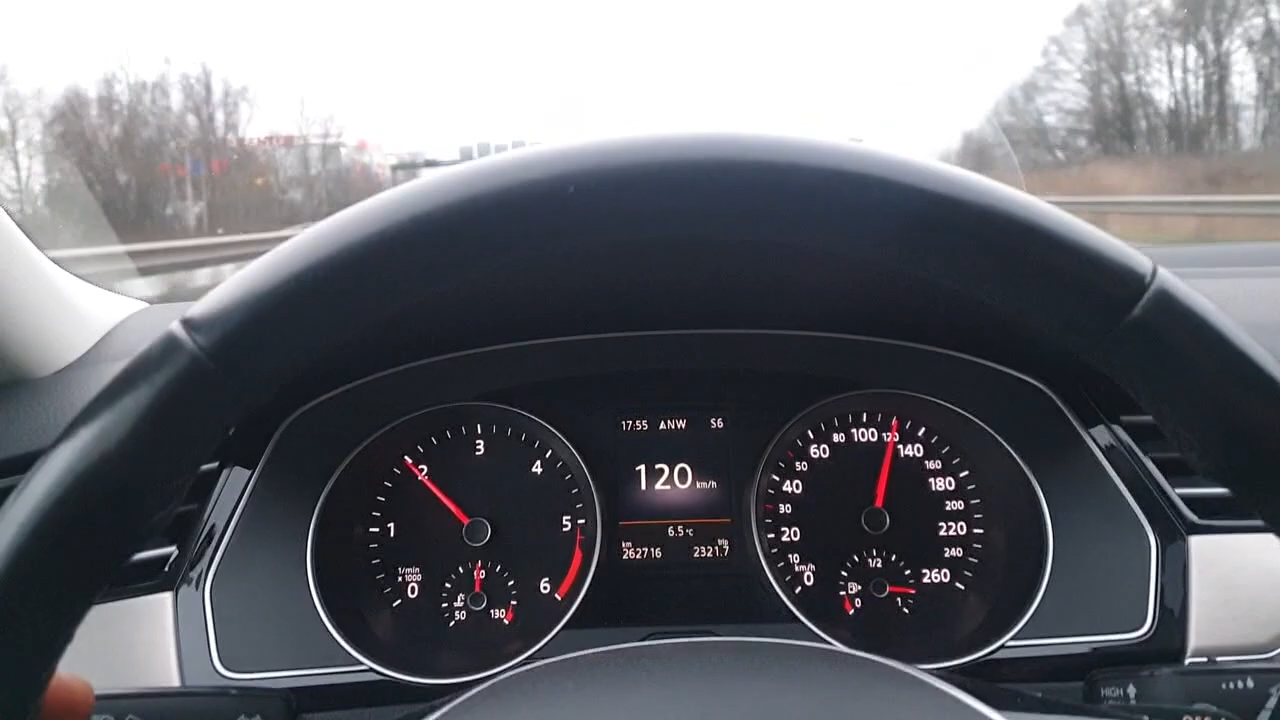 17:55 ⩜NW S6
120 km/h
6.5 °C
km trip
262716 2321.7
0 1 2 3 4 5 6
1/min
x 1000
50 90 130
0 10 20 30 40 50 60 80 100 120 140 160 180 200 220 240 260
km/h
0 1/2 1
HIGH
LOW